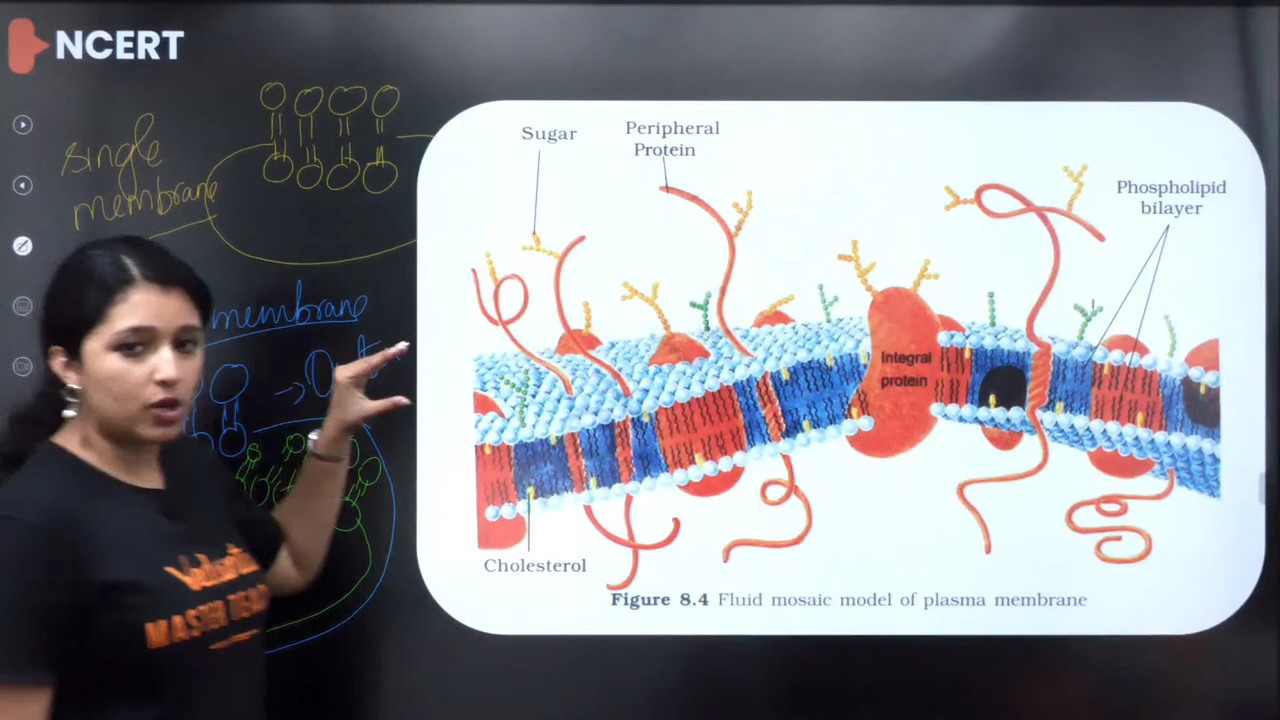 NCERT
single
membrane
membrane
Sugar
Peripheral
Protein
Phospholipid
bilayer
Integral
protein
Cholesterol
Figure 8.4 Fluid mosaic model of plasma membrane